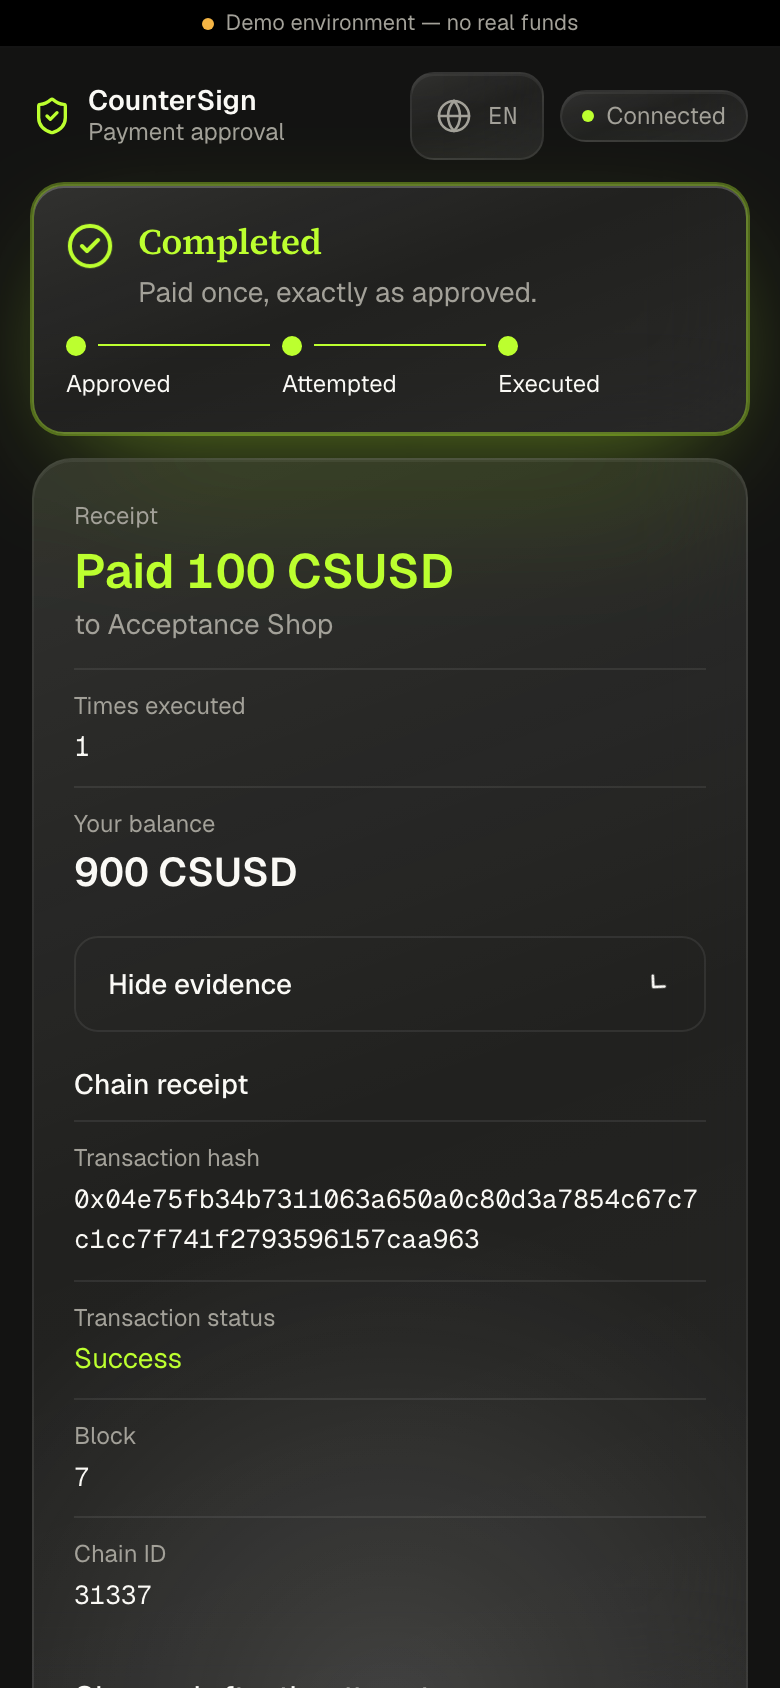 Demo environment — no real funds
CounterSign
Payment approval
EN
Connected
Completed
Paid once, exactly as approved.
Approved
Attempted
Executed
Receipt
Paid 100 CSUSD
to Acceptance Shop
Times executed
1
Your balance
900 CSUSD
Hide evidence
Chain receipt
Transaction hash
0x04e75fb34b7311063a650a0c80d3a7854c67c7
c1cc7f741f2793596157caa963
Transaction status
Success
Block
7
Chain ID
31337